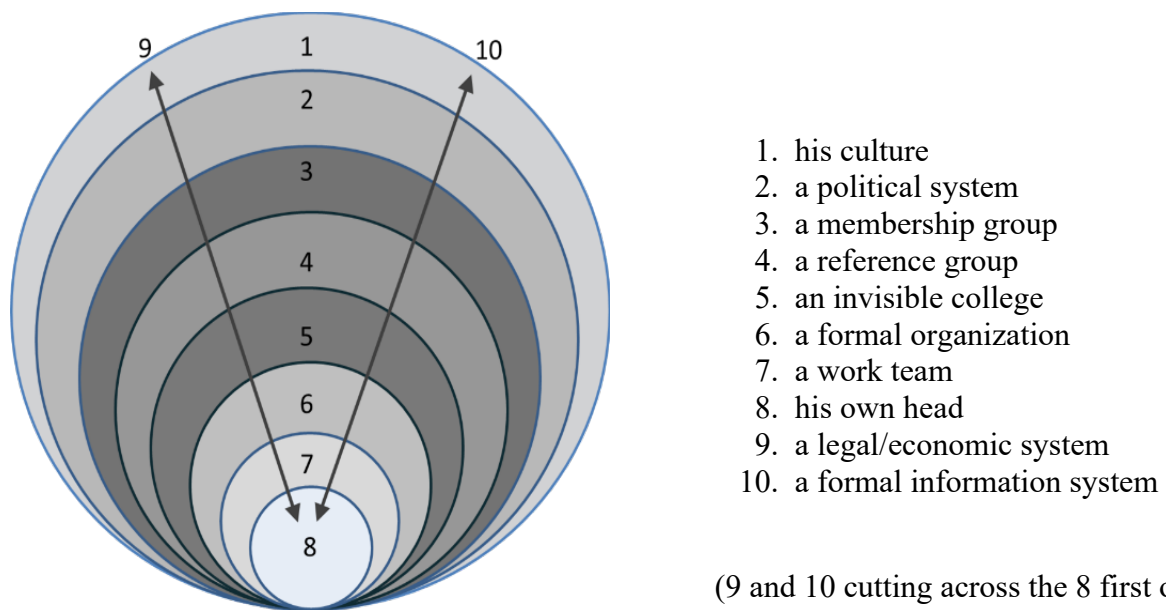 9
1
10
2
3
4
5
6
7
8
1. his culture
2. a political system
3. a membership group
4. a reference group
5. an invisible college
6. a formal organization
7. a work team
8. his own head
9. a legal/economic system
10. a formal information system
(9 and 10 cutting across the 8 first